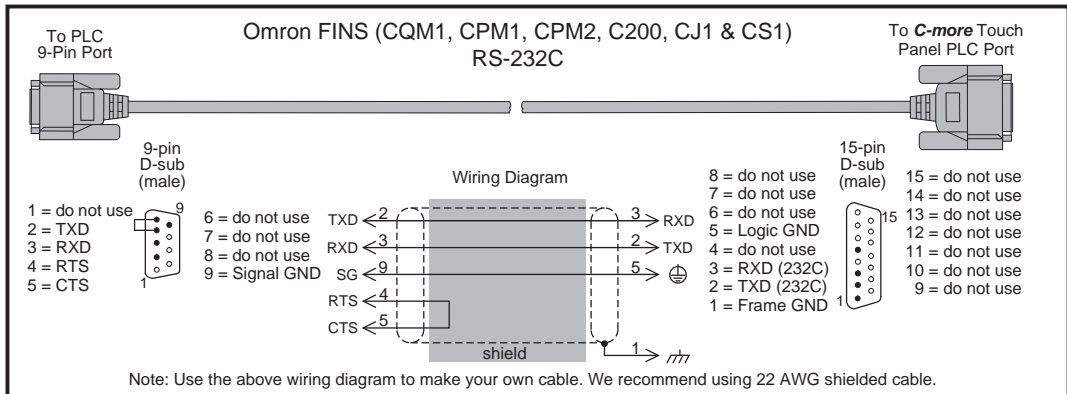 Omron FINS (CQM1, CPM1, CPM2, C200, CJ1 & CS1)
RS-232C
To PLC
9-Pin Port
To C-more Touch
Panel PLC Port
9-pin
D-sub
(male)
1 = do not use
2 = TXD
3 = RXD
4 = RTS
5 = CTS
9
1
6 = do not use
7 = do not use
8 = do not use
9 = Signal GND
Wiring Diagram
TXD 2 3 RXD
RXD 3 2 TXD
SG 9 5
RTS 4
CTS 5
shield
1
8 = do not use
7 = do not use
6 = do not use
5 = Logic GND
4 = do not use
3 = RXD (232C)
2 = TXD (232C)
1 = Frame GND
15-pin
D-sub
(male)
15
1
15 = do not use
14 = do not use
13 = do not use
12 = do not use
11 = do not use
10 = do not use
9 = do not use
Note: Use the above wiring diagram to make your own cable. We recommend using 22 AWG shielded cable.